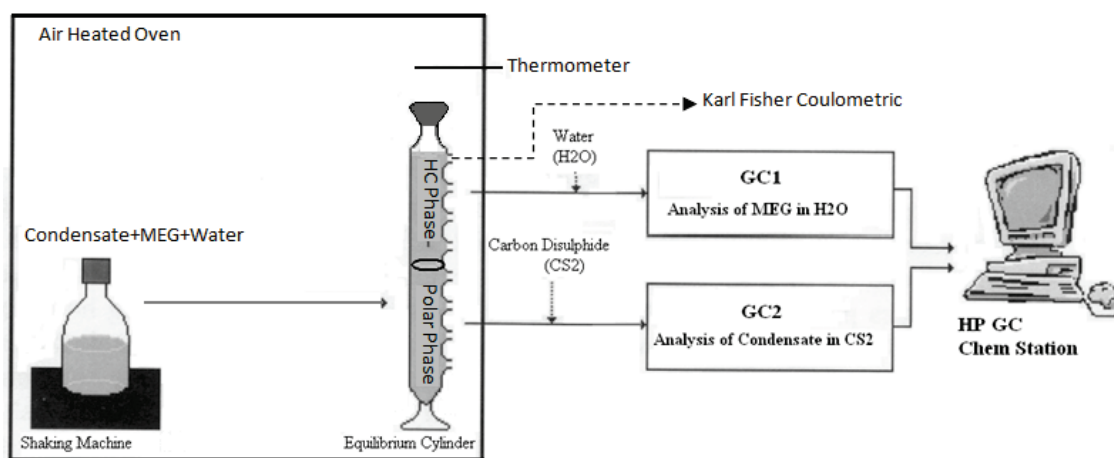 Air Heated Oven
Thermometer
Karl Fisher Coulometric
Water
(H2O)
HC Phase-
GC1
Analysis of MEG in H2O
Condensate+MEG+Water
Carbon Disulphide
(CS2)
Polar Phase
GC2
Analysis of Condensate in CS2
HP GC
Chem Station
Shaking Machine
Equilibrium Cylinder